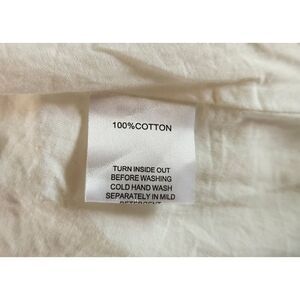 100%COTTON
TURN INSIDE OUT
BEFORE WASHING
COLD HAND WASH
SEPARATELY IN MILD